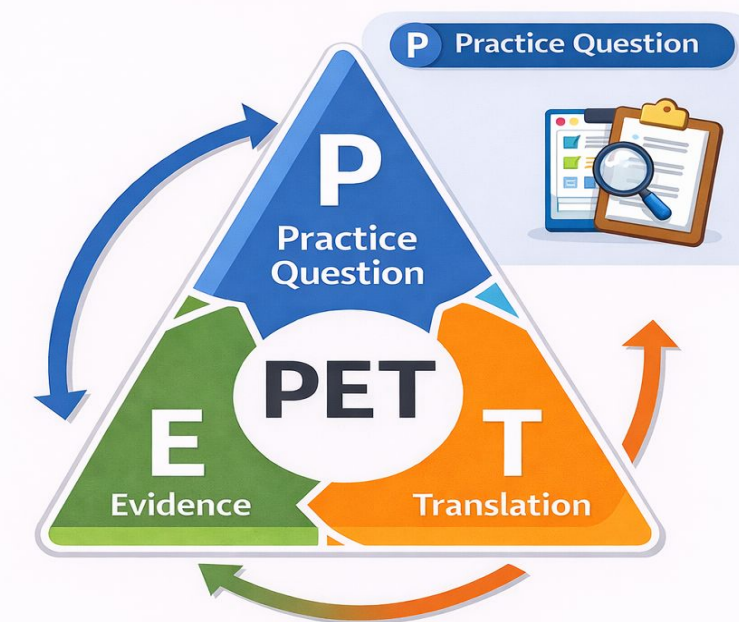 P Practice Question
P
Practice
Question
PET
E
Evidence
T
Translation